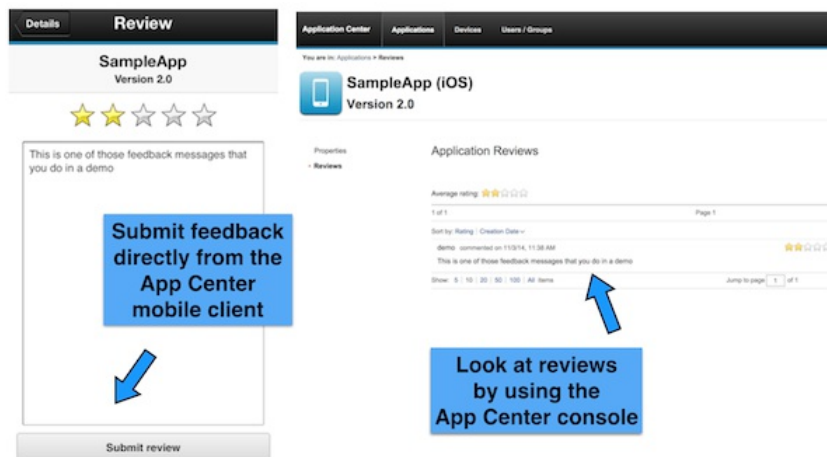 Details
Review
SampleApp
Version 2.0
This is one of those feedback messages that
you do in a demo
Submit feedback
directly from the
App Center
mobile client
Submit review
Application Center
Applications
Devices
Users / Groups
You are in: Applications > Reviews
SampleApp (iOS)
Version 2.0
Properties
Reviews
Application Reviews
Average rating:
1 of 1
Page 1
Sort by: Rating | Creation Date
demo commented on 11/3/14, 11:38 AM
This is one of those feedback messages that you do in a demo
Show: 5 | 10 | 20 | 50 | 100 | All items
Jump to page 1 of 1
Look at reviews
by using the
App Center console